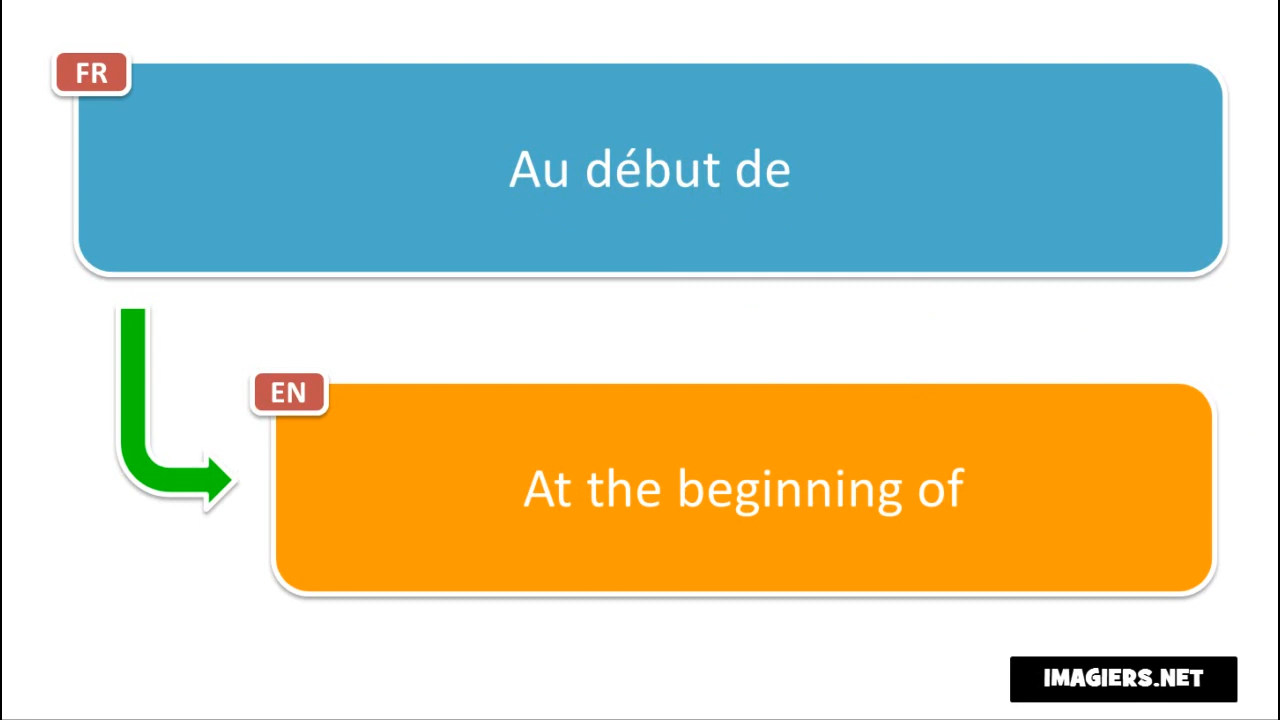 FR
Au début de
EN
At the beginning of
IMAGIERS.NET